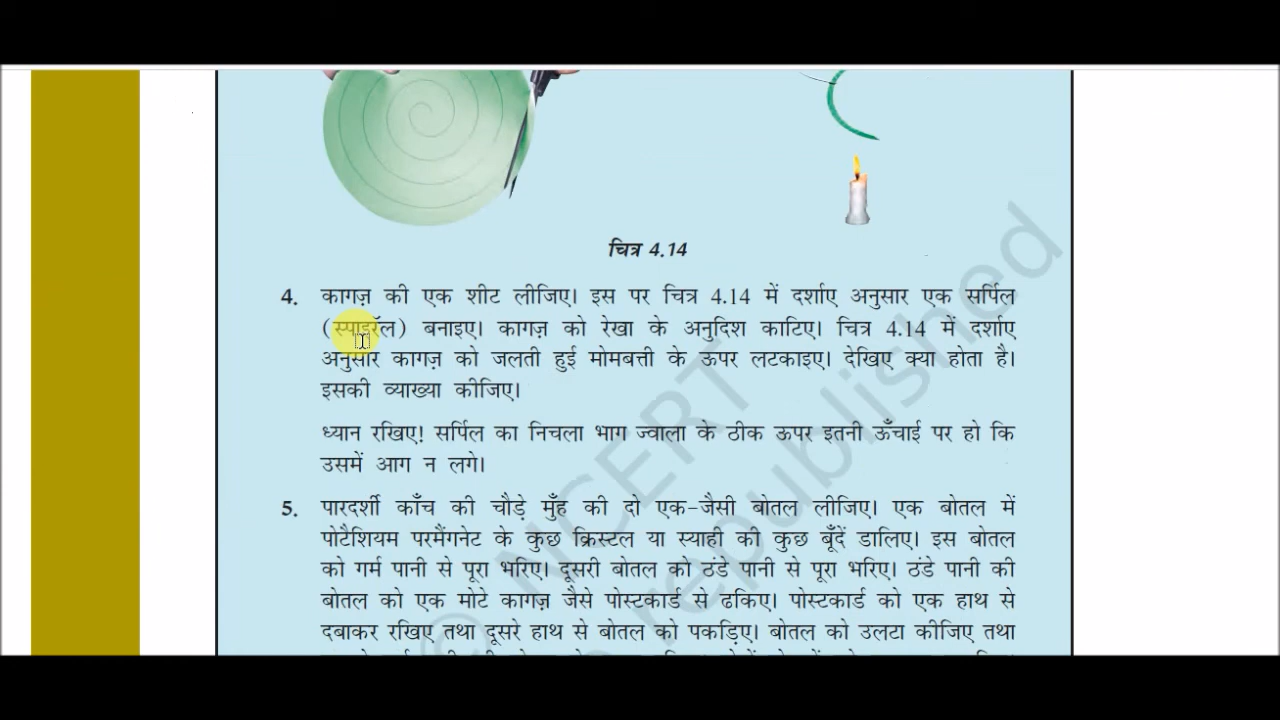 चित्र 4.14
4. कागज़ की एक शीट लीजिए। इस पर चित्र 4.14 में दर्शाए अनुसार एक सर्पिल
(स्पाइरॅल) बनाइए। कागज़ को रेखा के अनुदिश काटिए। चित्र 4.14 में दर्शाए
अनुसार कागज़ को जलती हुई मोमबत्ती के ऊपर लटकाइए। देखिए क्या होता है।
इसकी व्याख्या कीजिए।
ध्यान रखिए! सर्पिल का निचला भाग ज्वाला के ठीक ऊपर इतनी ऊँचाई पर हो कि
उसमें आग न लगे।
5. पारदर्शी काँच की चौड़े मुँह की दो एक-जैसी बोतल लीजिए। एक बोतल में
पोटैशियम परमैंगनेट के कुछ क्रिस्टल या स्याही की कुछ बूँदें डालिए। इस बोतल
को गर्म पानी से पूरा भरिए। दूसरी बोतल को ठंडे पानी से पूरा भरिए। ठंडे पानी की
बोतल को एक मोटे कागज़ जैसे पोस्टकार्ड से ढकिए। पोस्टकार्ड को एक हाथ से
दबाकर रखिए तथा दूसरे हाथ से बोतल को पकड़िए। बोतल को उलटा कीजिए तथा
© NCERT
republished